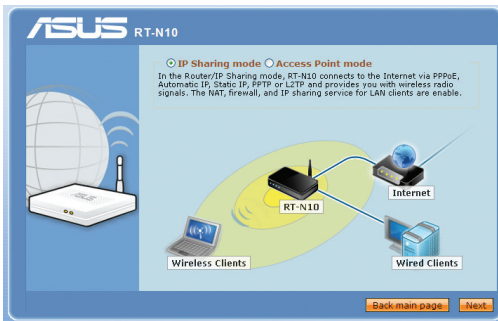 ASUS RT-N10
IP Sharing mode Access Point mode
In the Router/IP Sharing mode, RT-N10 connects to the Internet via PPPoE,
Automatic IP, Static IP, PPTP or L2TP and provides you with wireless radio
signals. The NAT, firewall, and IP sharing service for LAN clients are enable.
Internet
RT-N10
Wireless Clients
Wired Clients
Back main page Next